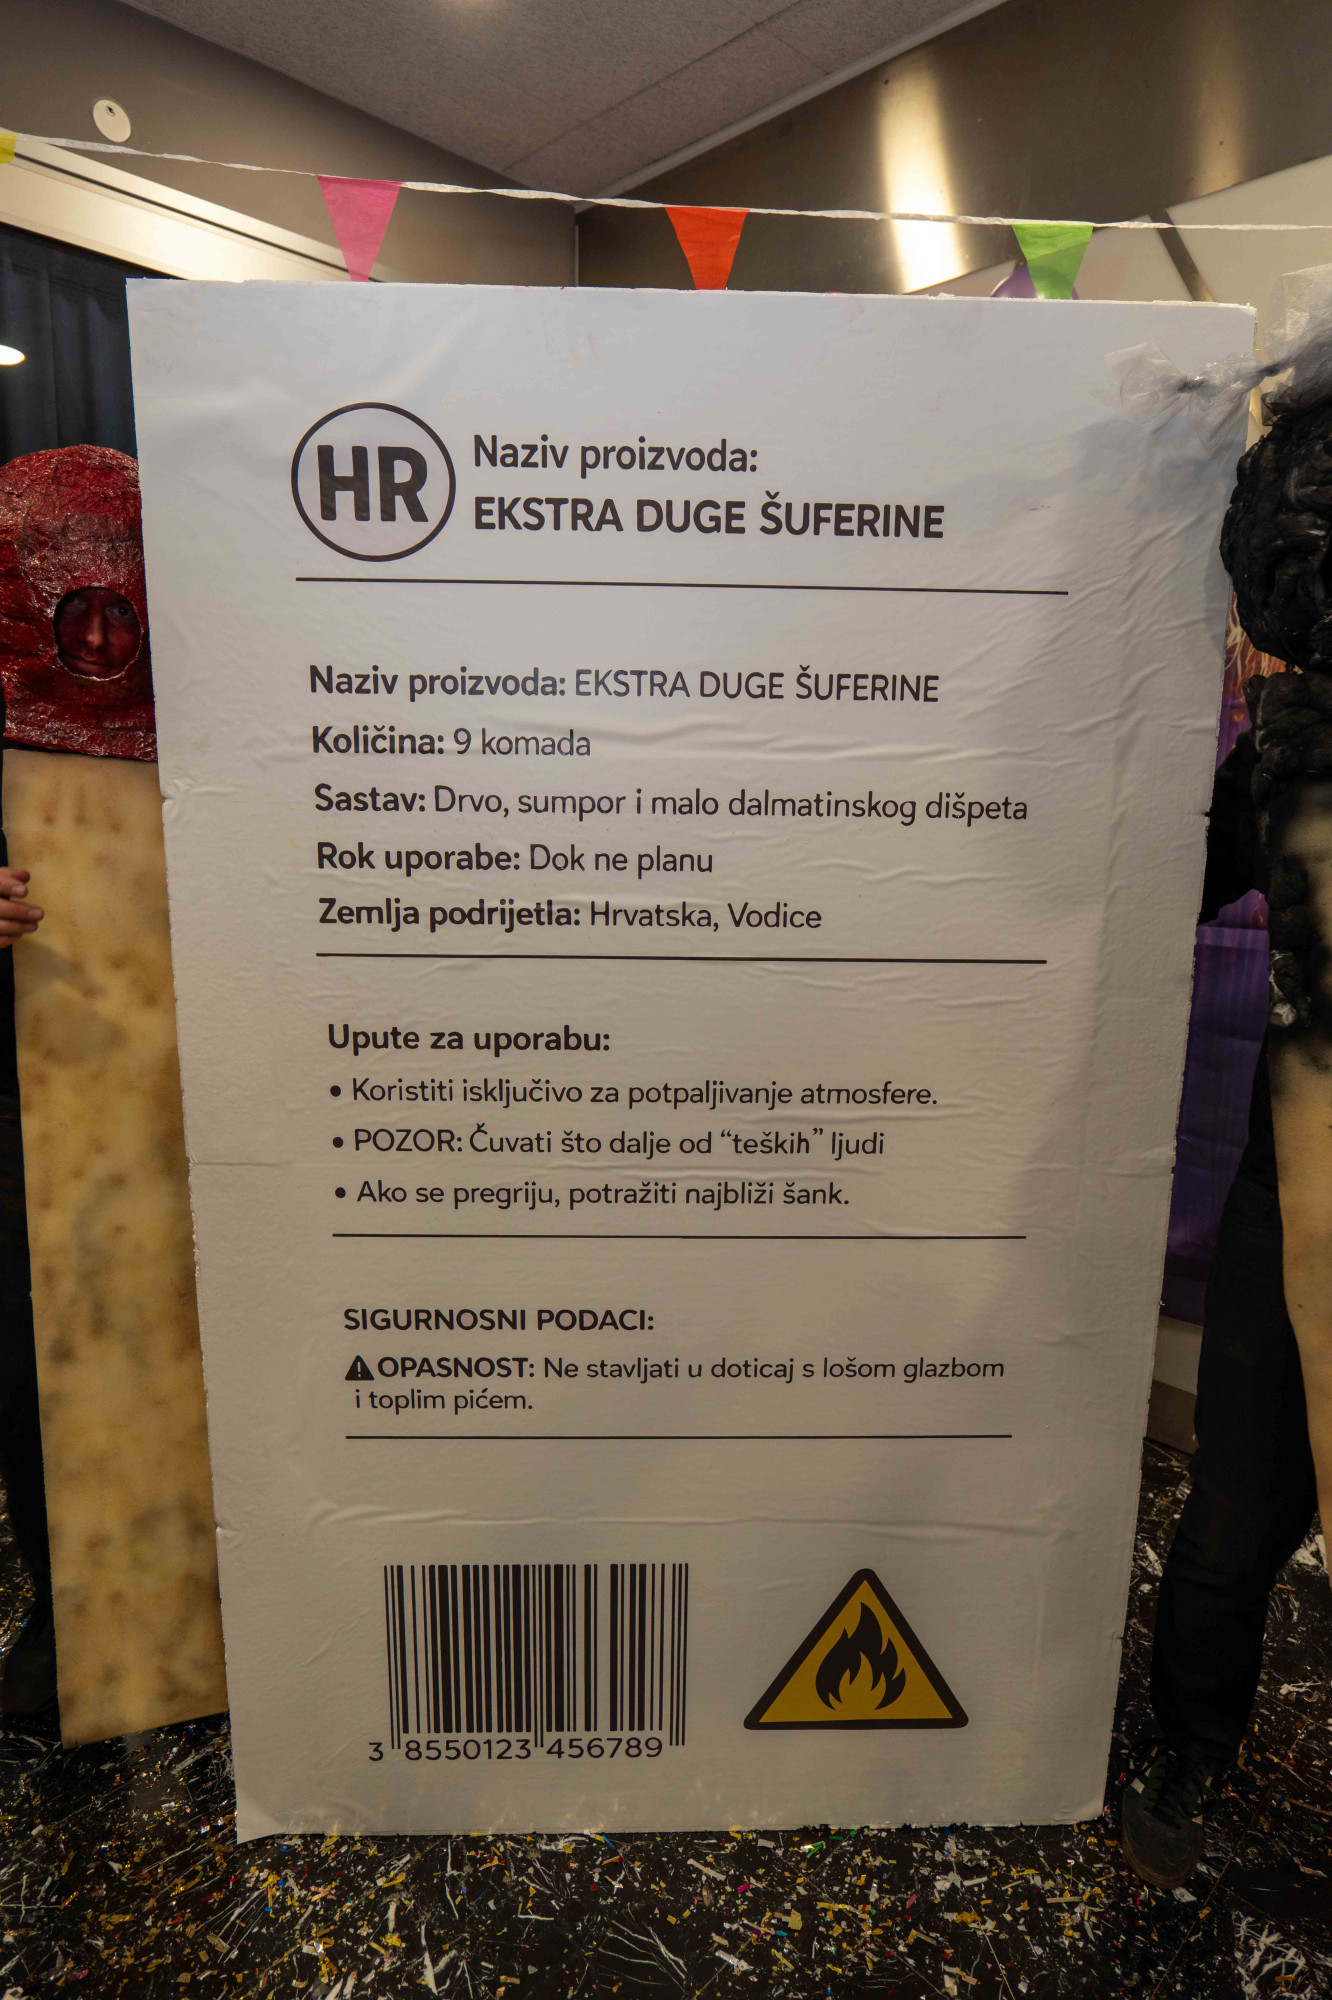 HR
Naziv proizvoda:
EKSTRA DUGE ŠUFERINE
Naziv proizvoda: EKSTRA DUGE ŠUFERINE
Količina: 9 komada
Sastav: Drvo, sumpor i malo dalmatinskog dišpeta
Rok uporabe: Dok ne planu
Zemlja podrijetla: Hrvatska, Vodice
Upute za uporabu:
• Koristiti isključivo za potpaljivanje atmosfere.
• POZOR: Čuvati što dalje od “teških” ljudi
• Ako se pregriju, potražiti najbliži šank.
SIGURNOSNI PODACI:
⚠ OPASNOST: Ne stavljati u doticaj s lošom glazbom
i toplim pićem.
3 8550123 456789